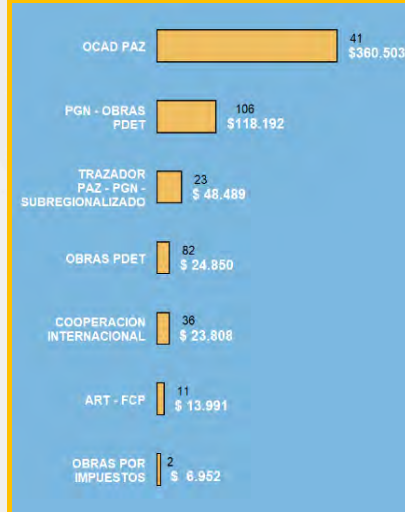 OCAD PAZ
41
$360.503
PGN - OBRAS
PDET
106
$118.192
TRAZADOR
PAZ - PGN -
SUBREGIONALIZADO
23
$ 48.489
OBRAS PDET
82
$ 24.850
COOPERACIÓN
INTERNACIONAL
36
$ 23.808
ART - FCP
11
$ 13.991
OBRAS POR
IMPUESTOS
2
$ 6.952